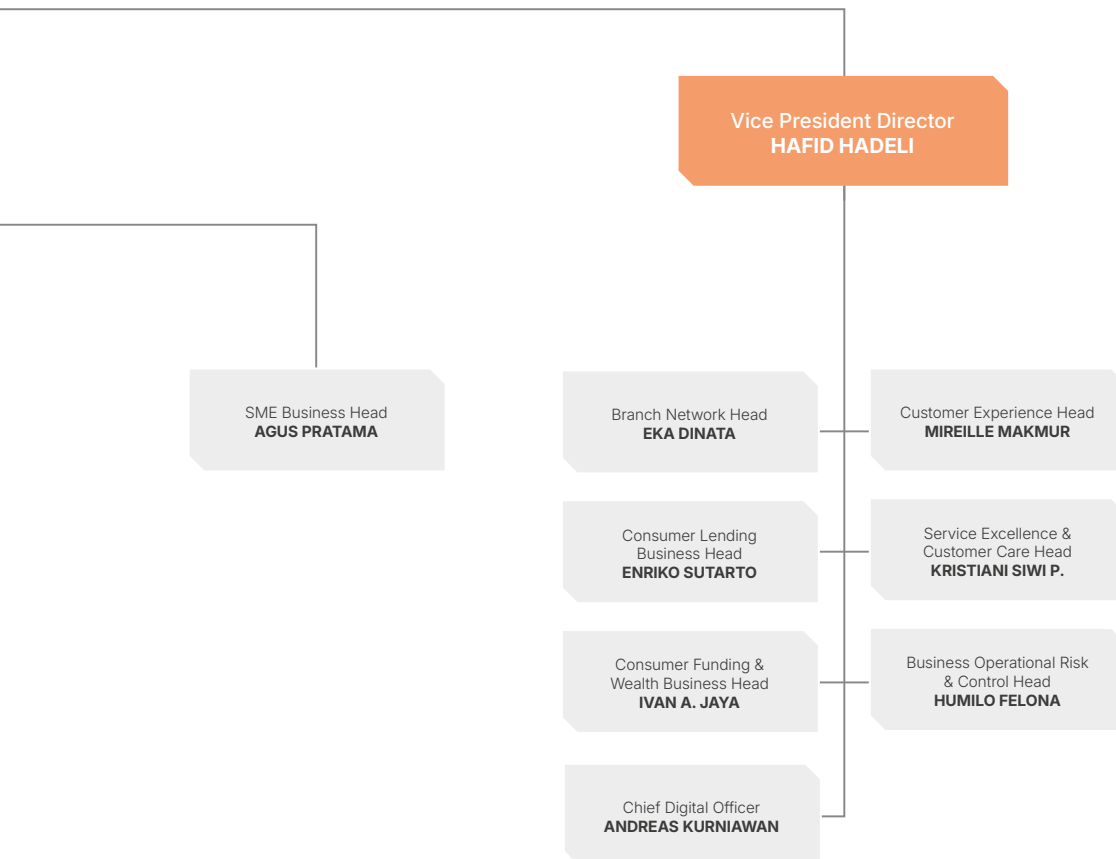 Vice President Director
HAFID HADELI
SME Business Head
AGUS PRATAMA
Branch Network Head
EKA DINATA
Customer Experience Head
MIREILLE MAKMUR
Consumer Lending
Business Head
ENRIKO SUTARTO
Service Excellence &
Customer Care Head
KRISTIANI SIWI P.
Consumer Funding &
Wealth Business Head
IVAN A. JAYA
Business Operational Risk
& Control Head
HUMILO FELONA
Chief Digital Officer
ANDREAS KURNIAWAN